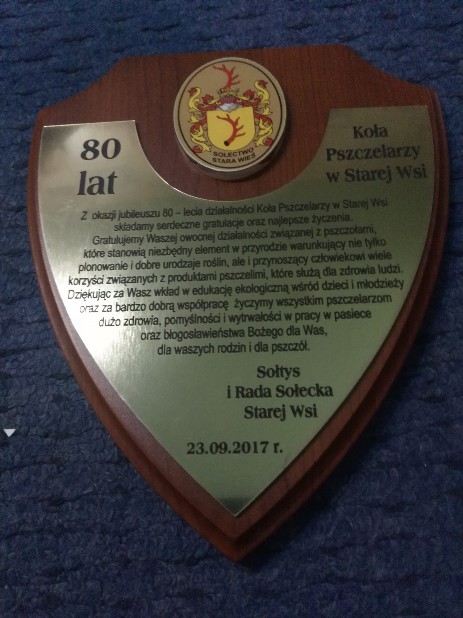 SOŁECTWO
STARA WIEŚ
80
lat
Koła
Pszczelarzy
w Starej Wsi
Z okazji jubileuszu 80 – lecia działalności Koła Pszczelarzy w Starej Wsi
składamy serdeczne gratulacje oraz najlepsze życzenia.
Gratulujemy Waszej owocnej działalności związanej z pszczołami,
które stanowią niezbędny element w przyrodzie warunkujący nie tylko
plonowanie i dobre urodzaje roślin, ale i przynoszący człowiekowi wiele
korzyści związanych z produktami pszczelimi, które służą dla zdrowia ludzi.
Dziękując za Wasz wkład w edukację ekologiczną wśród dzieci i młodzieży
oraz za bardzo dobrą współpracę życzymy wszystkim pszczelarzom
dużo zdrowia, pomyślności i wytrwałości w pracy w pasiece
oraz błogosławieństwa Bożego dla Was,
dla waszych rodzin i dla pszczół.
Sołtys
i Rada Sołecka
Starej Wsi
23.09.2017 r.